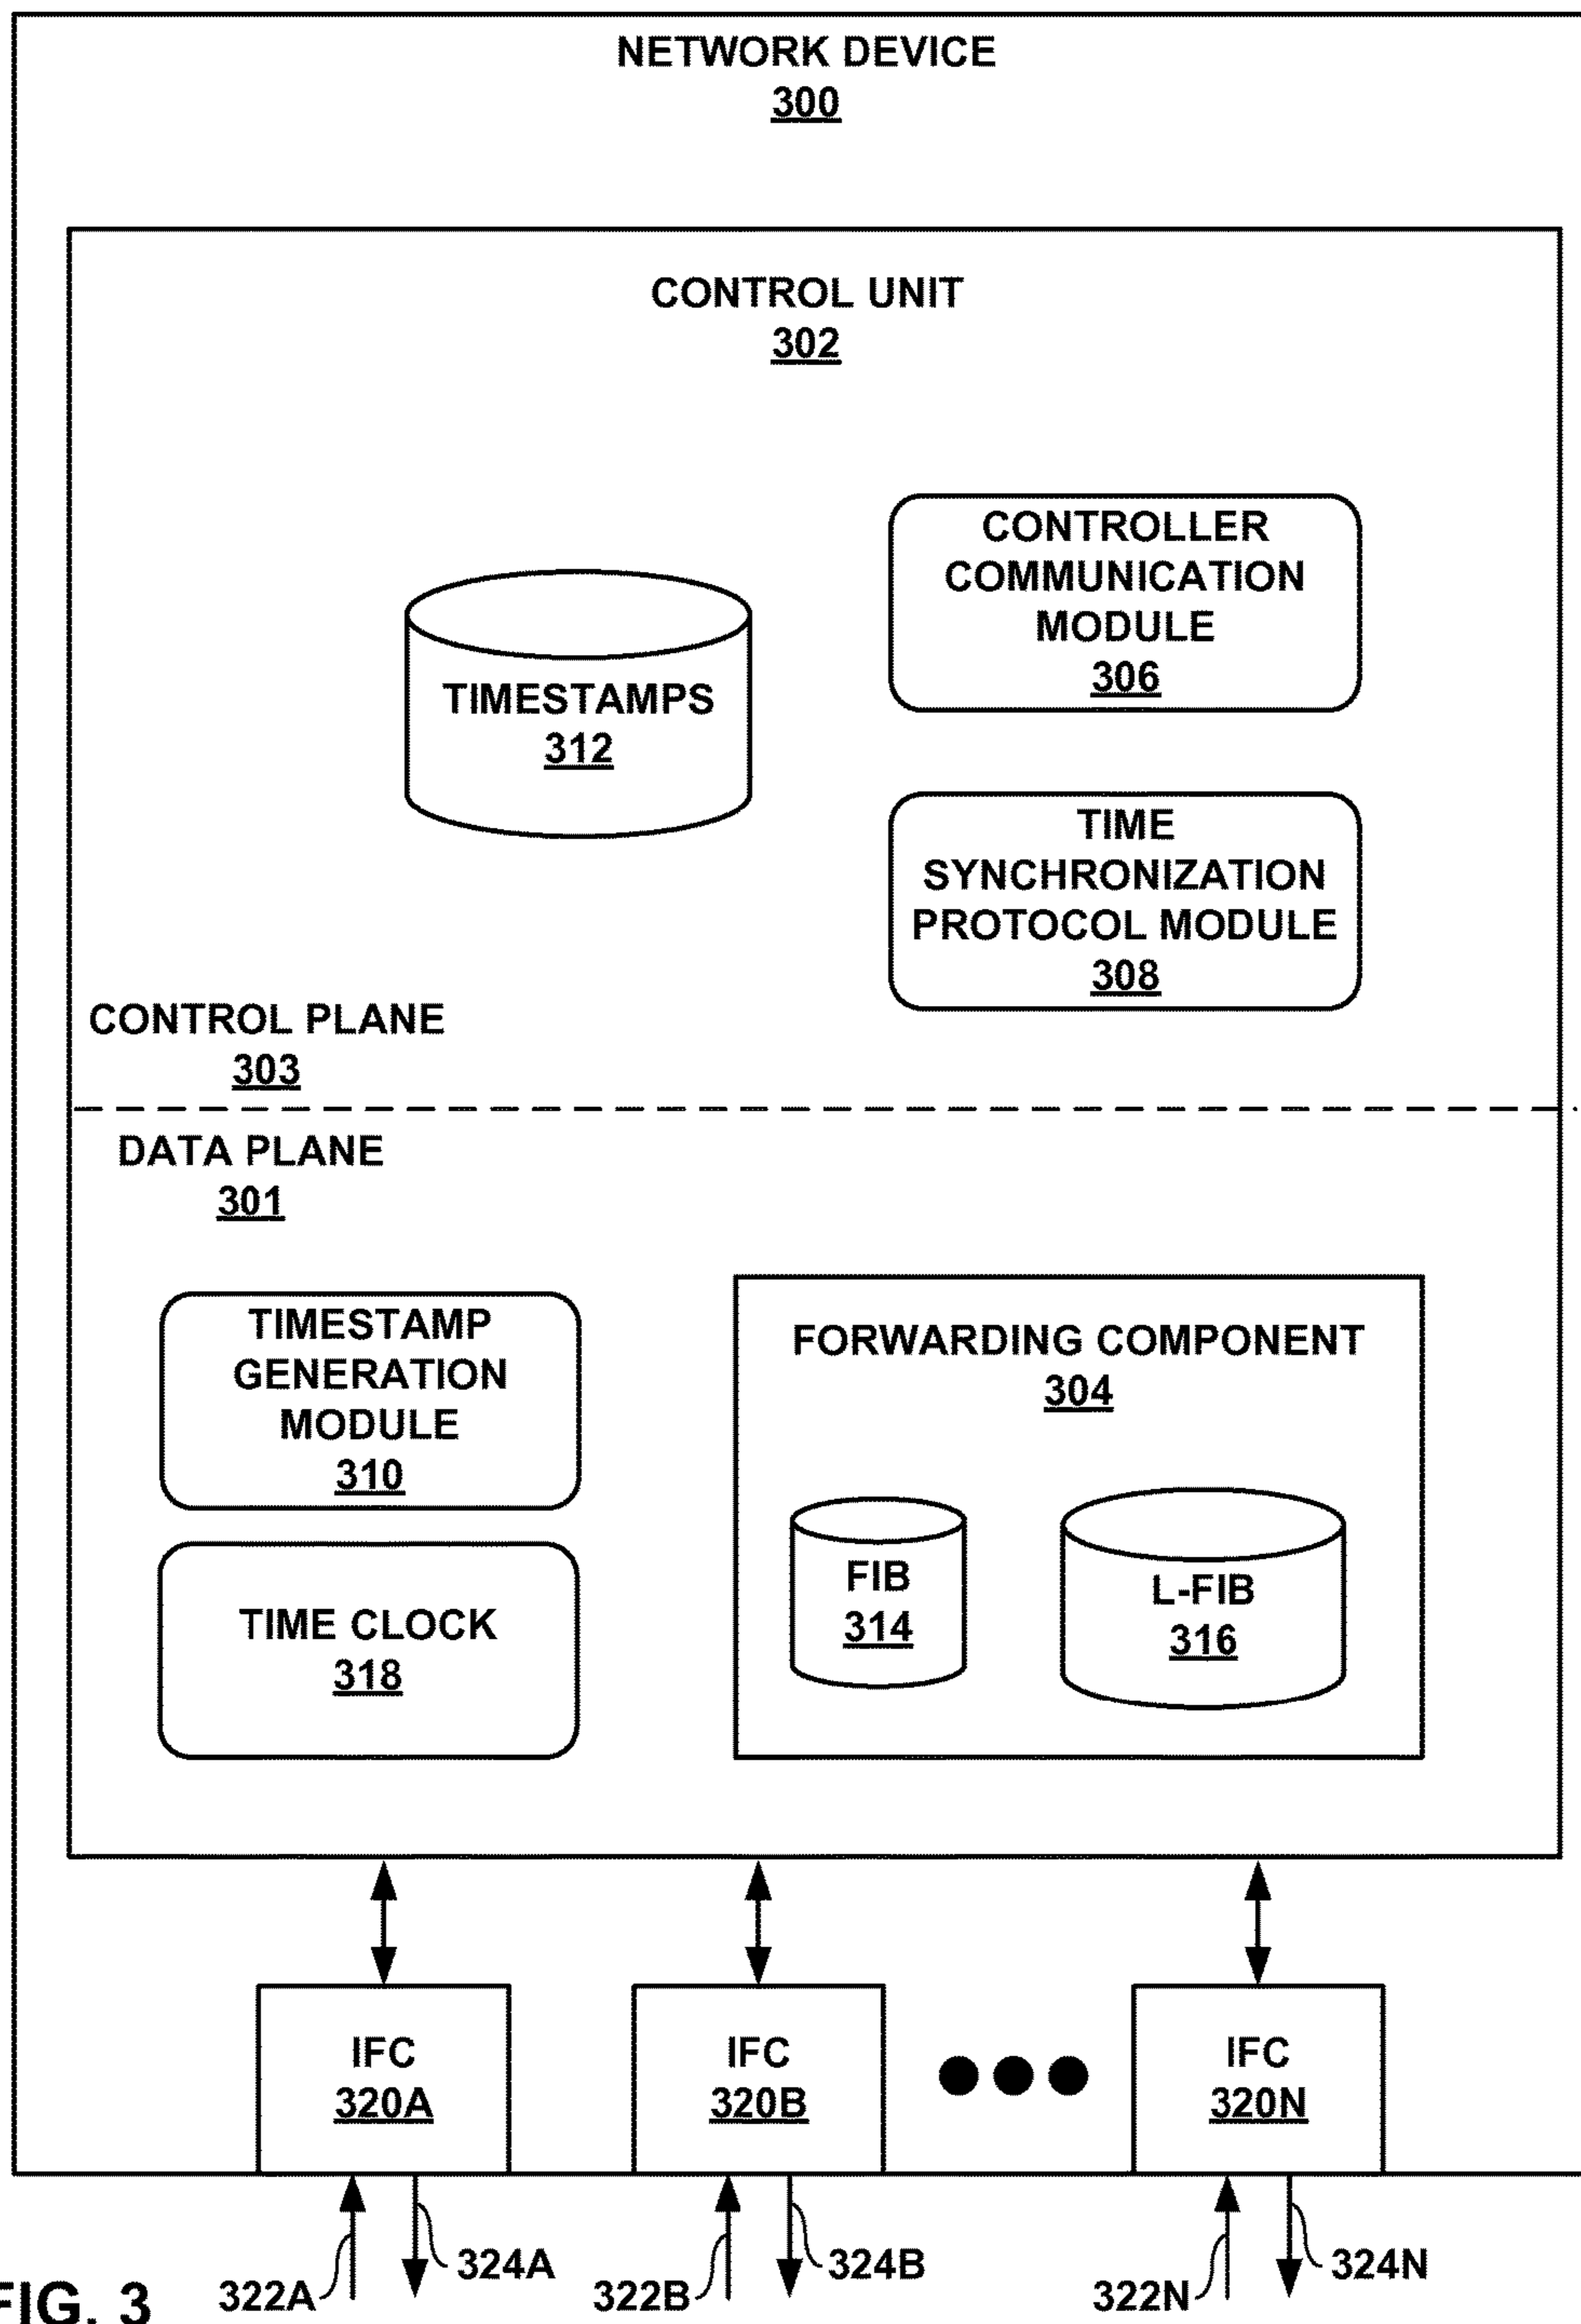 NETWORK DEVICE
300
CONTROL UNIT
302
CONTROLLER
COMMUNICATION
MODULE
306
TIMESTAMPS
312
TIME
SYNCHRONIZATION
PROTOCOL MODULE
308
CONTROL PLANE
303
DATA PLANE
301
TIMESTAMP
GENERATION
MODULE
310
FORWARDING COMPONENT
304
FIB
314
L-FIB
316
TIME CLOCK
318
IFC
320A
IFC
320B
IFC
320N
322A
324A
322B
324B
322N
324N
FIG. 3